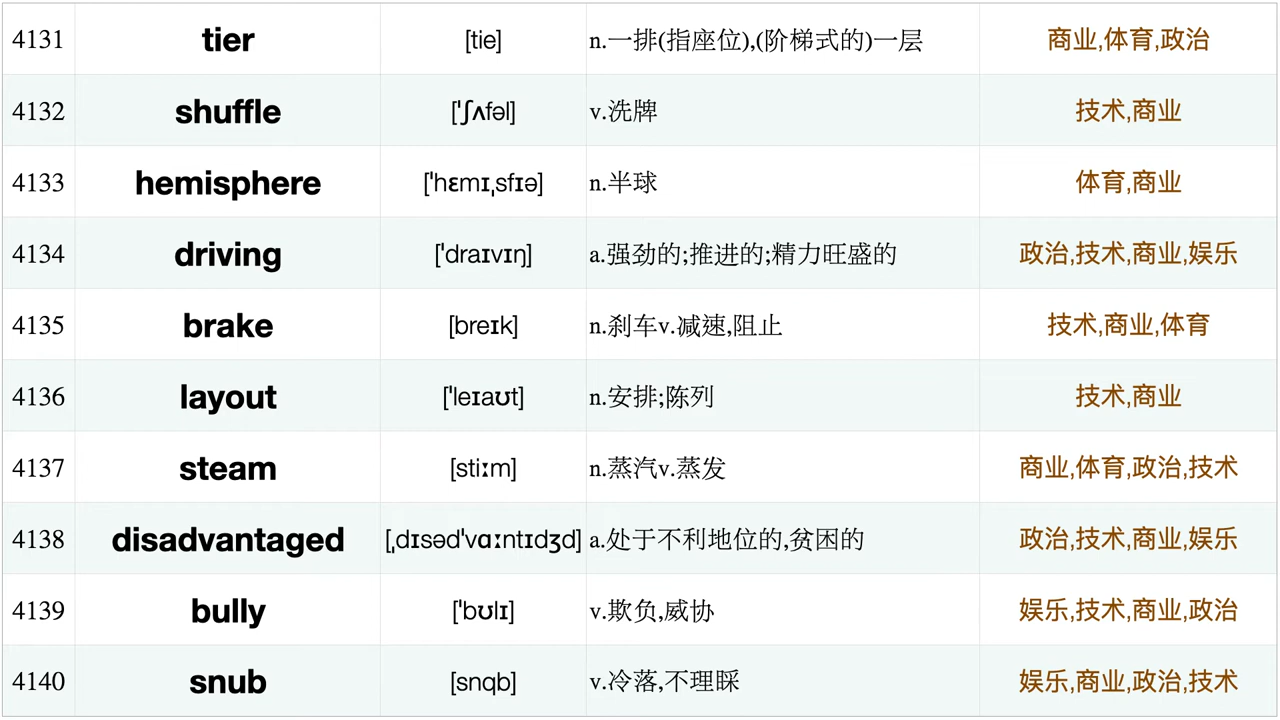 4131 tier [tie] n.一排(指座位),(阶梯式的)一层 商业,体育,政治
4132 shuffle [ˈʃʌfəl] v.洗牌 技术,商业
4133 hemisphere [ˈhɛmɪˌsfɪə] n.半球 体育,商业
4134 driving [ˈdraɪvɪŋ] a.强劲的;推进的;精力旺盛的 政治,技术,商业,娱乐
4135 brake [breɪk] n.刹车v.减速,阻止 技术,商业,体育
4136 layout [ˈleɪaʊt] n.安排;陈列 技术,商业
4137 steam [stiːm] n.蒸汽v.蒸发 商业,体育,政治,技术
4138 disadvantaged [ˌdɪsədˈvɑːntɪdʒd] a.处于不利地位的,贫困的 政治,技术,商业,娱乐
4139 bully [ˈbʊlɪ] v.欺负,威协 娱乐,技术,商业,政治
4140 snub [snqb] v.冷落,不理睬 娱乐,商业,政治,技术